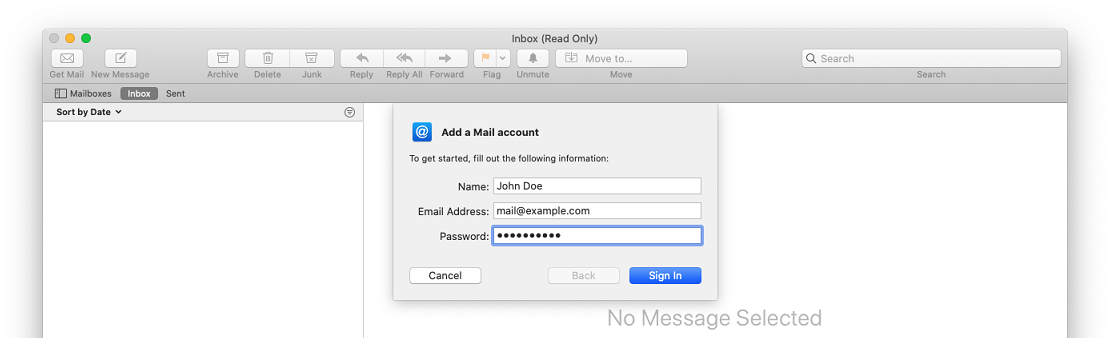 Inbox (Read Only)
Move to...
Search
Get Mail New Message Archive Delete Junk Reply Reply All Forward Flag Unmute Move Search
Mailboxes Inbox Sent
Sort by Date
@ Add a Mail account
To get started, fill out the following information:
Name: John Doe
Email Address: mail@example.com
Password: ••••••••••
Cancel Back Sign In
No Message Selected